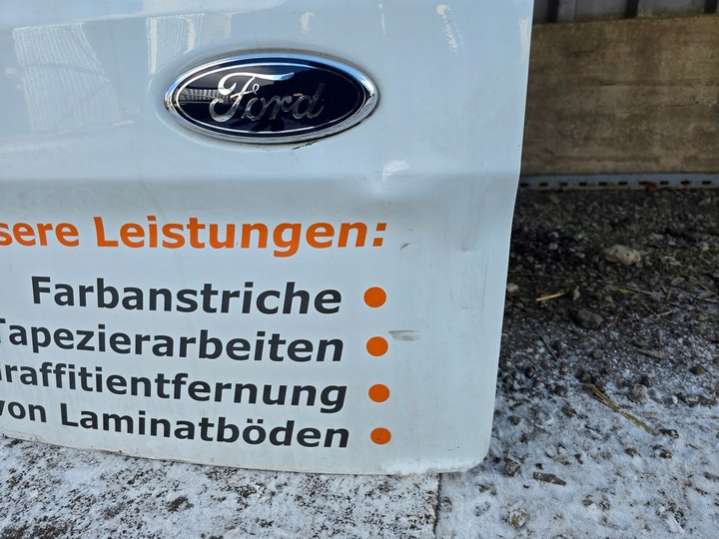 Ford
sere Leistungen:
Farbanstriche •
Tapezierarbeiten •
raffitientfernung •
von Laminatböden •